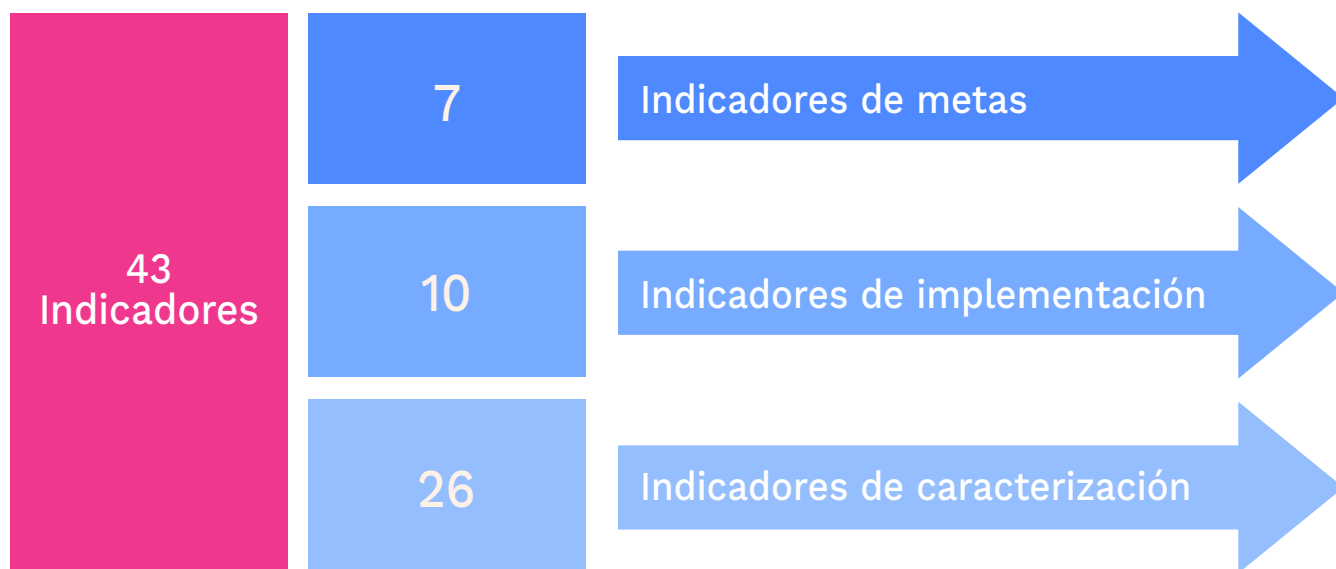 43
Indicadores
7
Indicadores de metas
10
Indicadores de implementación
26
Indicadores de caracterización